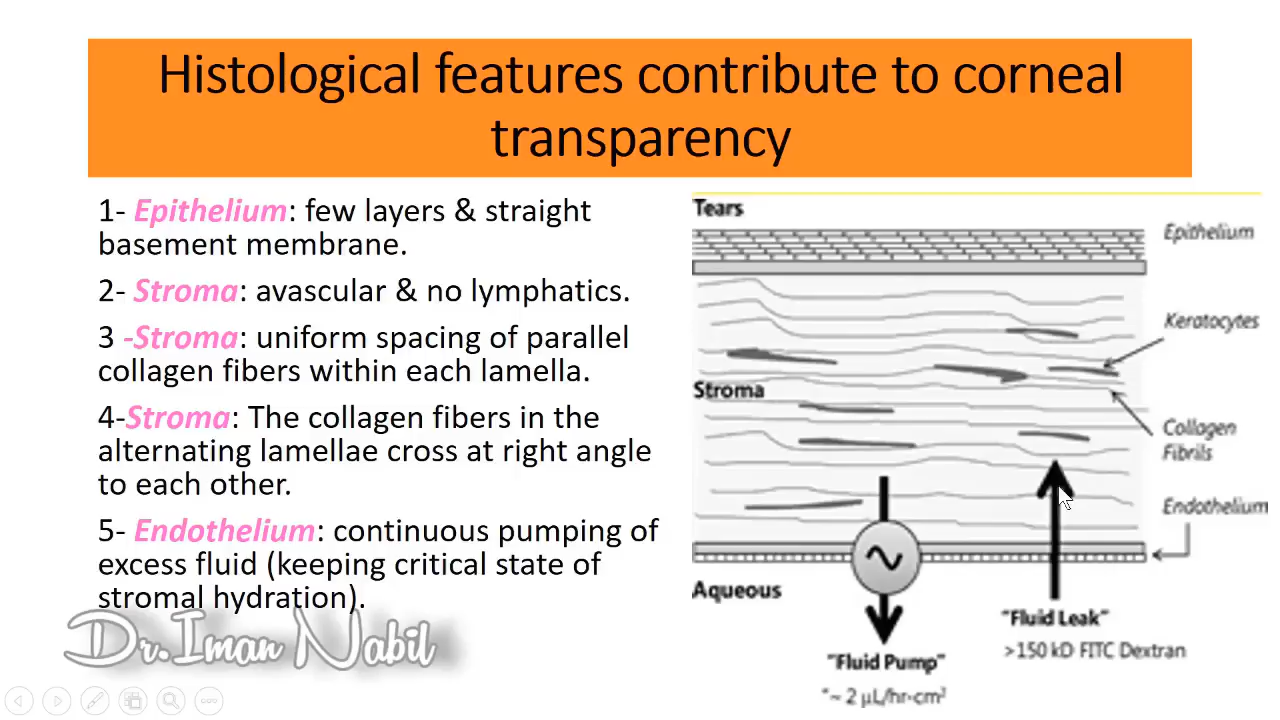 Histological features contribute to corneal
transparency
1- Epithelium: few layers & straight
basement membrane.
2- Stroma: avascular & no lymphatics.
3 -Stroma: uniform spacing of parallel
collagen fibers within each lamella.
4-Stroma: The collagen fibers in the
alternating lamellae cross at right angle
to each other.
5- Endothelium: continuous pumping of
excess fluid (keeping critical state of
stromal hydration).
Dr.Iman Nabil
Tears
Epithelium
Keratocytes
Stroma
Collagen
Fibrils
Endothelium
Aqueous
"Fluid Leak"
>150 kD FITC Dextran
"Fluid Pump"
~ 2 µL/hr·cm²